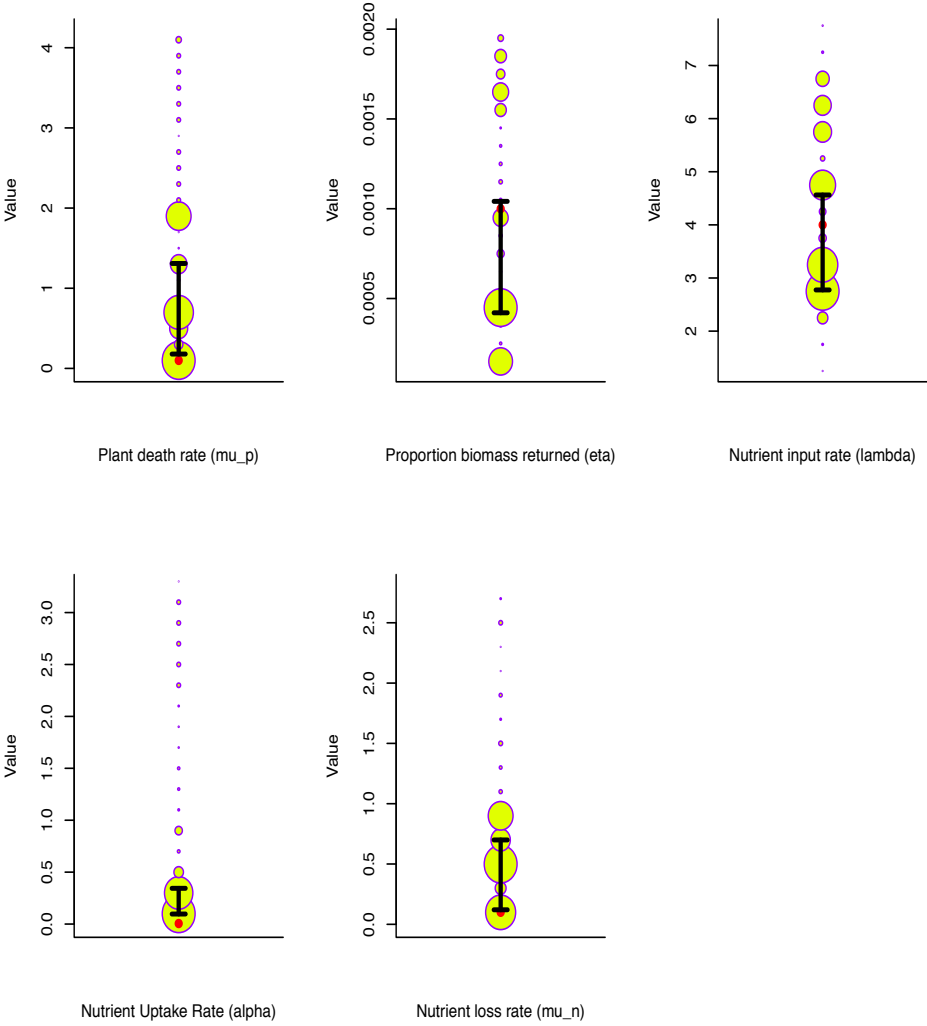 Value
4
3
2
1
0
Plant death rate (mu_p)
Value
0.0020
0.0015
0.0010
0.0005
Proportion biomass returned (eta)
Value
7
6
5
4
3
2
Nutrient input rate (lambda)
Value
3.0
2.5
2.0
1.5
1.0
0.5
0.0
Nutrient Uptake Rate (alpha)
Value
2.5
2.0
1.5
1.0
0.5
0.0
Nutrient loss rate (mu_n)